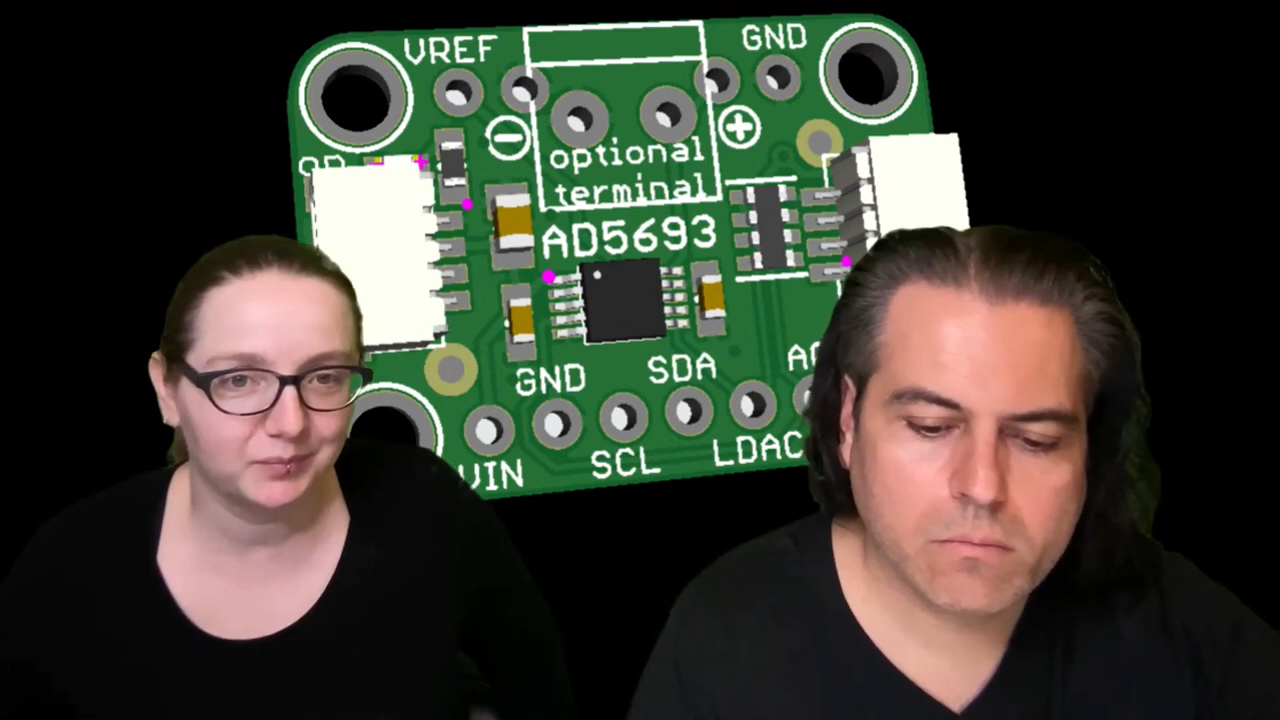 VREF
GND
optional
terminal
AD5693
GND
SDA
VIN
SCL
LDAC